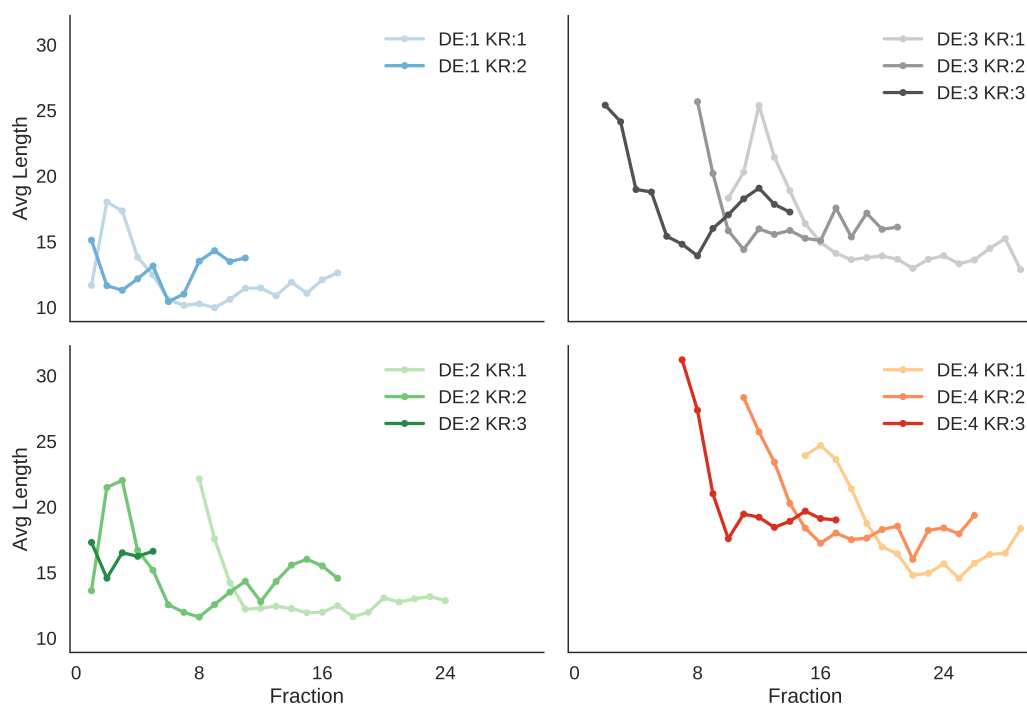 30
25
20
15
10
Avg Length
DE:1 KR:1
DE:1 KR:2
DE:3 KR:1
DE:3 KR:2
DE:3 KR:3
30
25
20
15
10
Avg Length
DE:2 KR:1
DE:2 KR:2
DE:2 KR:3
0 8 16 24
Fraction
DE:4 KR:1
DE:4 KR:2
DE:4 KR:3
0 8 16 24
Fraction